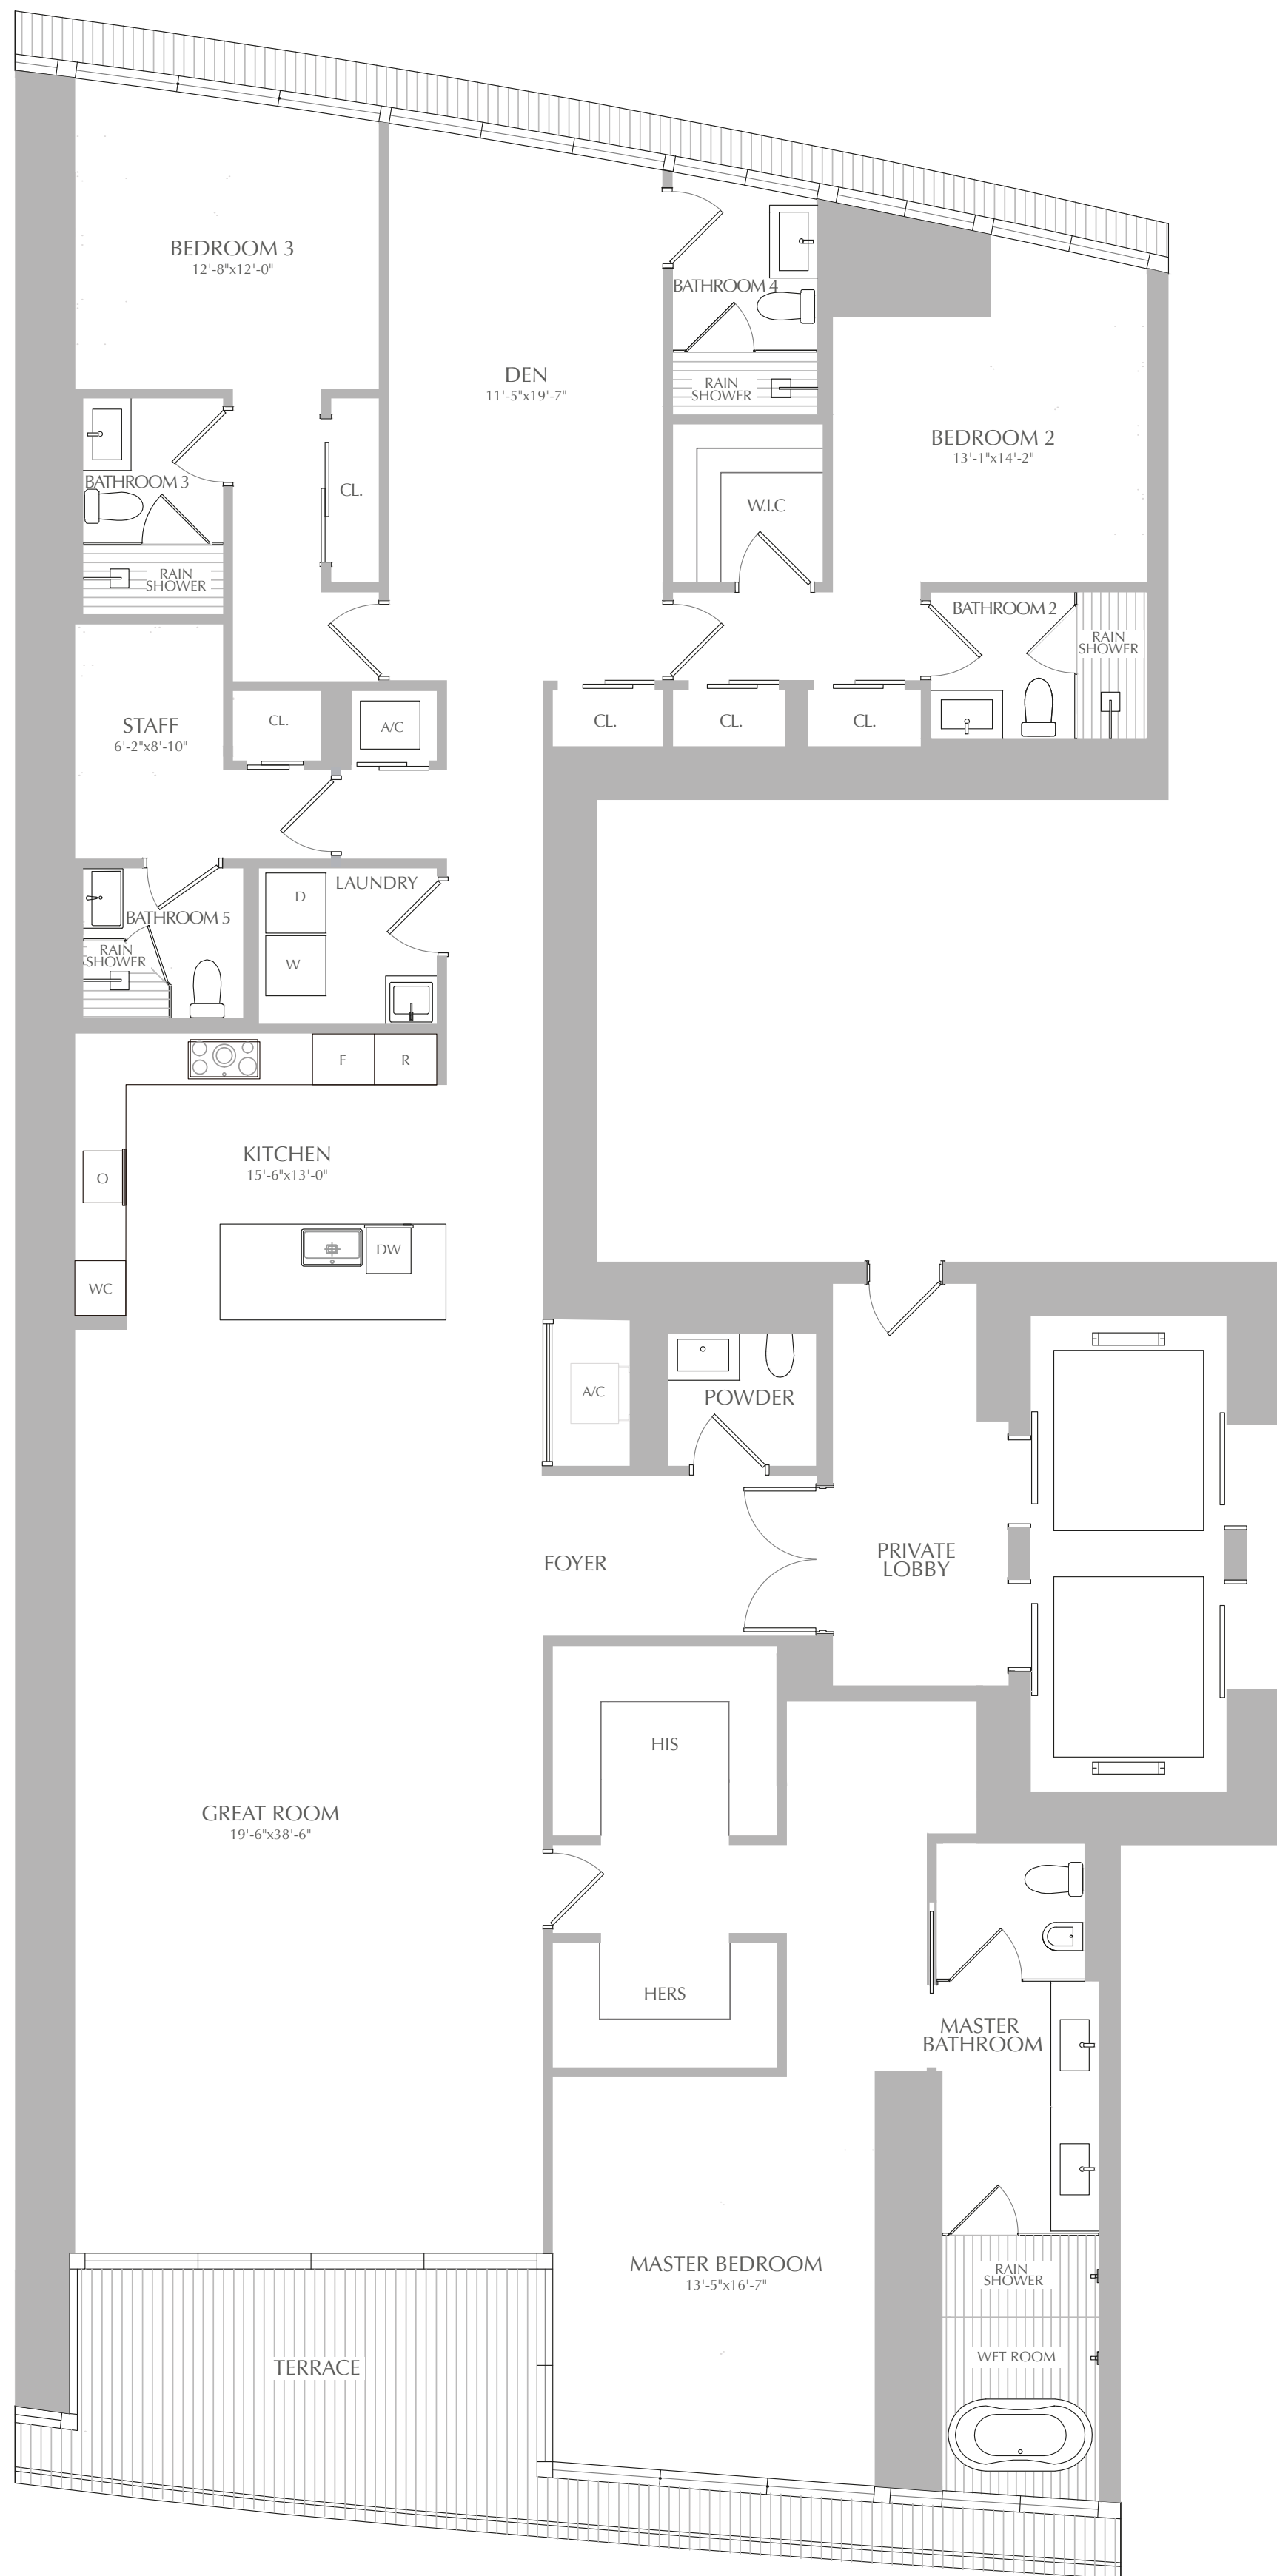 BEDROOM 3
12'-8"x12'-0"
BATHROOM 4
RAIN
SHOWER
DEN
11'-5"x19'-7"
BEDROOM 2
13'-1"x14'-2"
BATHROOM 3
CL.
W.I.C
RAIN
SHOWER
BATHROOM 2
RAIN
SHOWER
STAFF
6'-2"x8'-10"
CL.
A/C
CL.
CL.
CL.
LAUNDRY
D
W
BATHROOM 5
RAIN
SHOWER
F
R
KITCHEN
15'-6"x13'-0"
O
DW
WC
A/C
POWDER
FOYER
PRIVATE
LOBBY
HIS
GREAT ROOM
19'-6"x38'-6"
HERS
MASTER
BATHROOM
MASTER BEDROOM
13'-5"x16'-7"
RAIN
SHOWER
WET ROOM
TERRACE